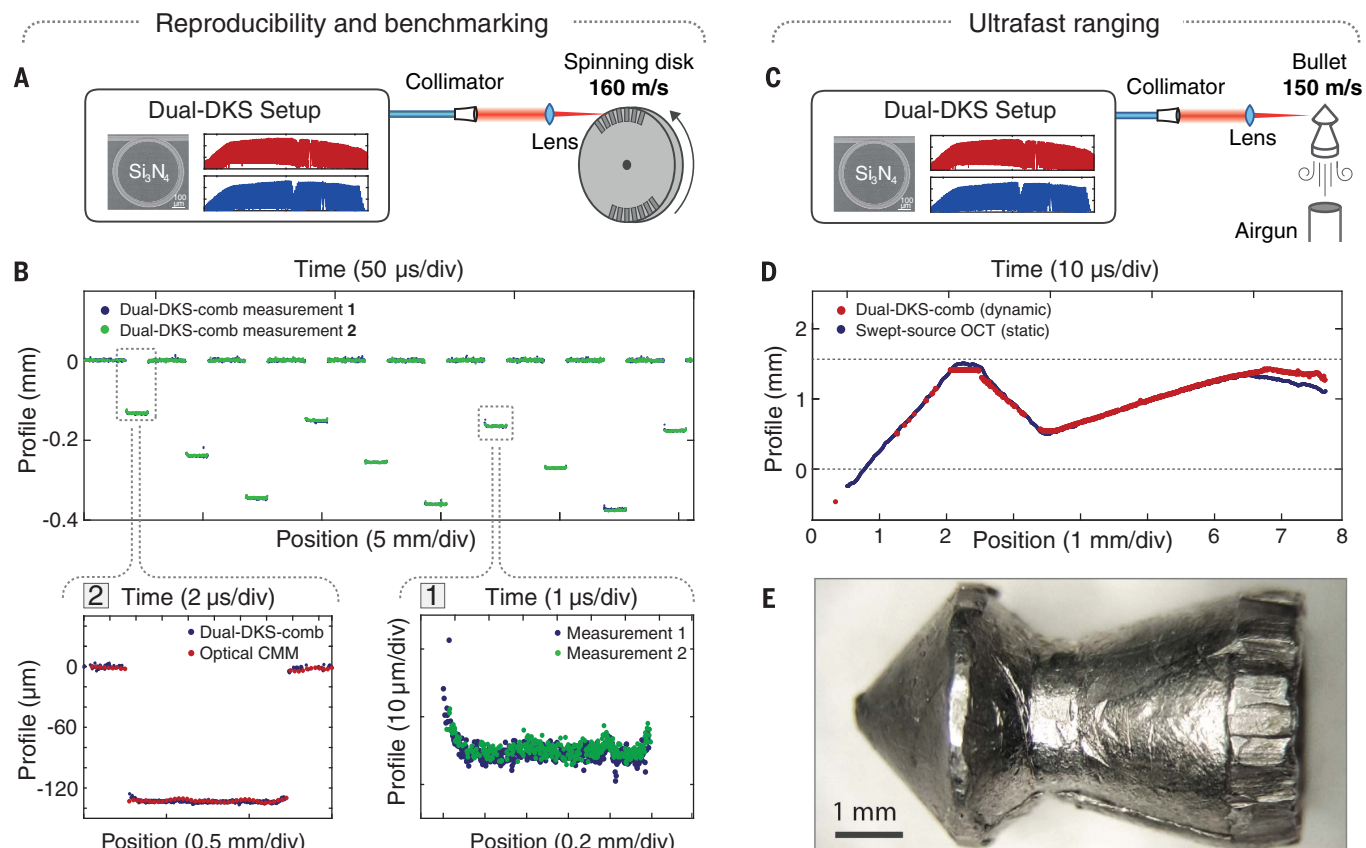 Reproducibility and benchmarking
Ultrafast ranging
A
Dual-DKS Setup
Si3N4
100
µm
Collimator
Lens
Spinning disk
160 m/s
C
Dual-DKS Setup
Si3N4
100
µm
Collimator
Lens
Bullet
150 m/s
Airgun
B
Time (50 µs/div)
Dual-DKS-comb measurement 1
Dual-DKS-comb measurement 2
Profile (mm)
0
-0.2
-0.4
Position (5 mm/div)
2
Time (2 µs/div)
Dual-DKS-comb
Optical CMM
Profile (µm)
0
-60
-120
Position (0.5 mm/div)
1
Time (1 µs/div)
Measurement 1
Measurement 2
Profile (10 µm/div)
Position (0.2 mm/div)
D
Time (10 µs/div)
Dual-DKS-comb (dynamic)
Swept-source OCT (static)
Profile (mm)
2
1
0
0 1 2 Position (1 mm/div) 6 7 8
E
1 mm